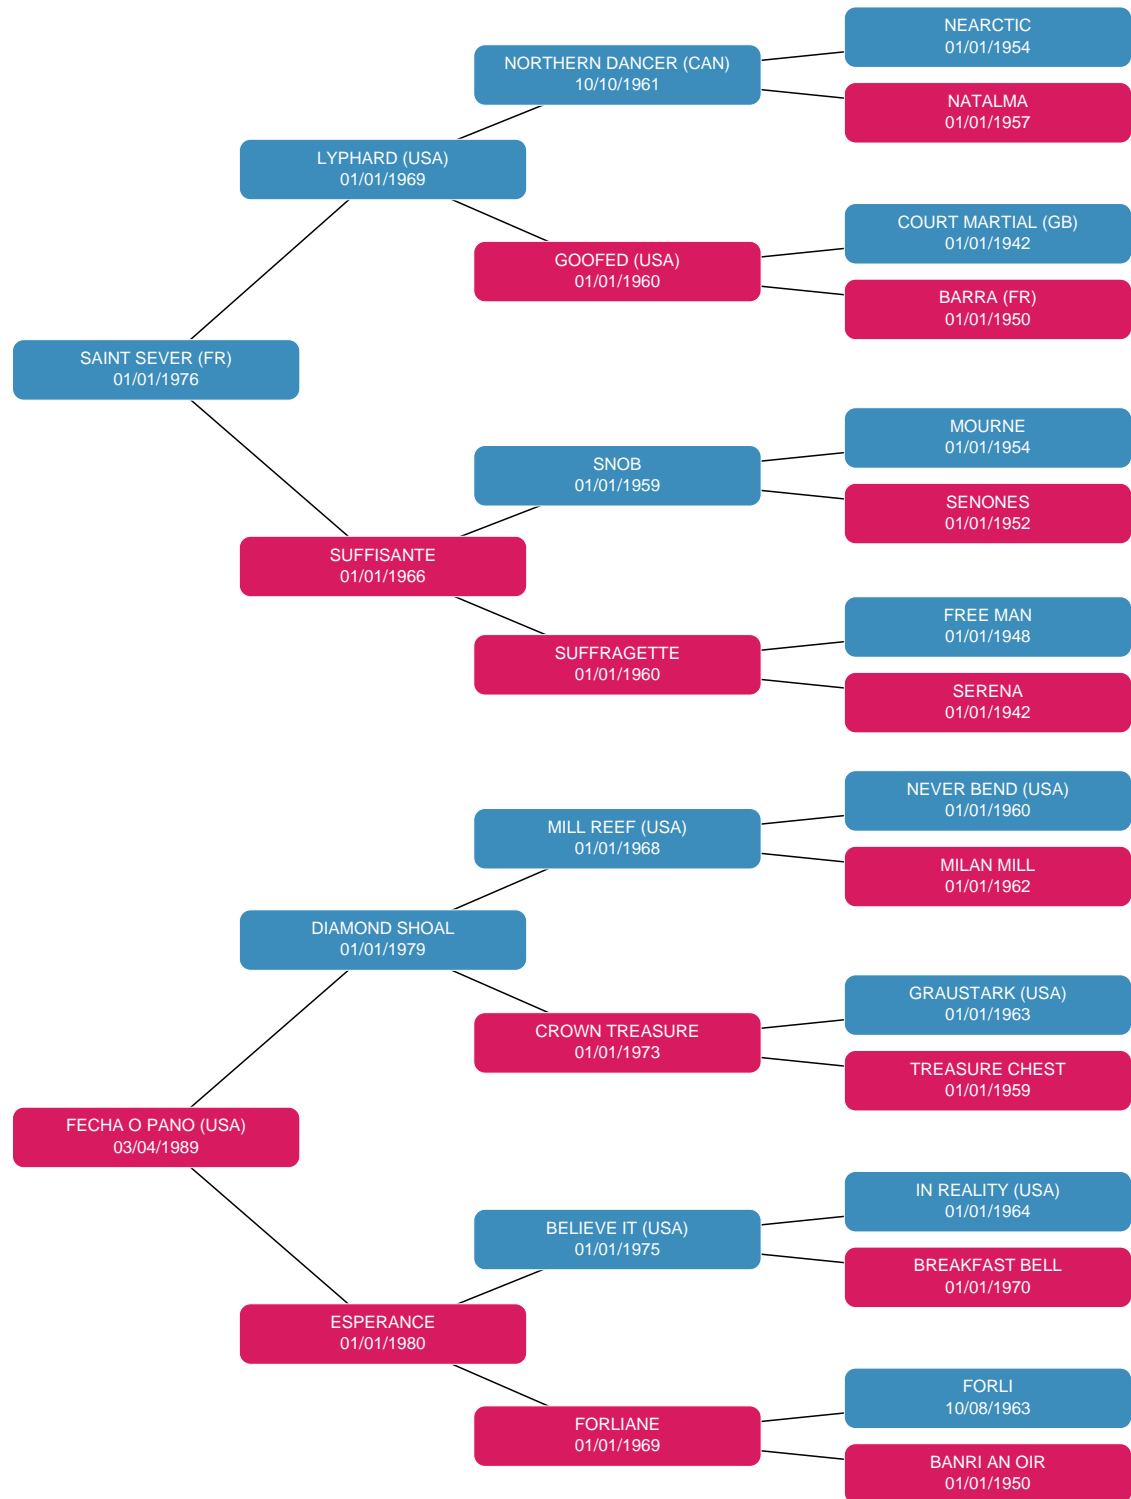 NEARCTIC
01/01/1954
NORTHERN DANCER (CAN)
10/10/1961
NATALMA
01/01/1957
LYPHARD (USA)
01/01/1969
COURT MARTIAL (GB)
01/01/1942
GOOFED (USA)
01/01/1960
BARRA (FR)
01/01/1950
SAINT SEVER (FR)
01/01/1976
MOURNE
01/01/1954
SNOB
01/01/1959
SENONES
01/01/1952
SUFFISANTE
01/01/1966
FREE MAN
01/01/1948
SUFFRAGETTE
01/01/1960
SERENA
01/01/1942
NEVER BEND (USA)
01/01/1960
MILL REEF (USA)
01/01/1968
MILAN MILL
01/01/1962
DIAMOND SHOAL
01/01/1979
GRAUSTARK (USA)
01/01/1963
CROWN TREASURE
01/01/1973
TREASURE CHEST
01/01/1959
FECHA O PANO (USA)
03/04/1989
IN REALITY (USA)
01/01/1964
BELIEVE IT (USA)
01/01/1975
BREAKFAST BELL
01/01/1970
ESPERANCE
01/01/1980
FORLI
10/08/1963
FORLIANE
01/01/1969
BANRI AN OIR
01/01/1950